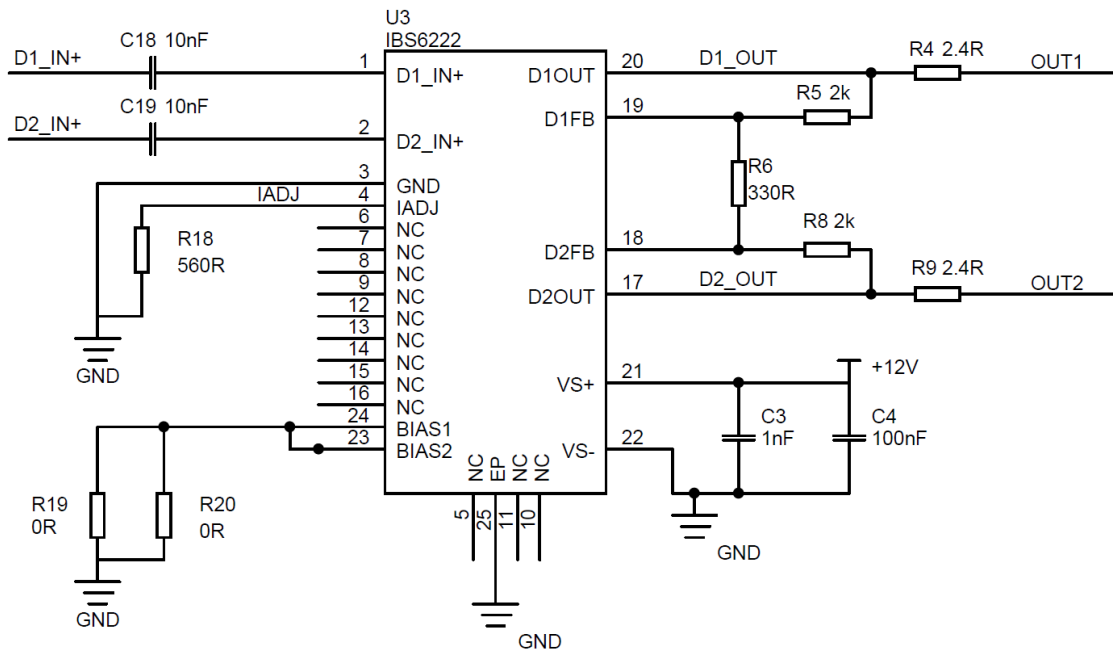 U3
IBS6222
C18 10nF
D1_IN+
1
D1_IN+
C19 10nF
D2_IN+
2
D2_IN+
3
GND
IADJ
4
IADJ
6
NC
7
NC
8
NC
9
NC
12
NC
13
NC
14
NC
15
NC
16
NC
24
BIAS1
23
BIAS2
R18
560R
GND
R19
0R
R20
0R
GND
NC
EP
NC
NC
5
25
11
10
GND
D1OUT
20
D1_OUT
R4 2.4R
OUT1
R5 2k
D1FB
19
R6
330R
R8 2k
D2FB
18
D2OUT
17
D2_OUT
R9 2.4R
OUT2
VS+
21
+12V
C3
1nF
C4
100nF
VS-
22
GND